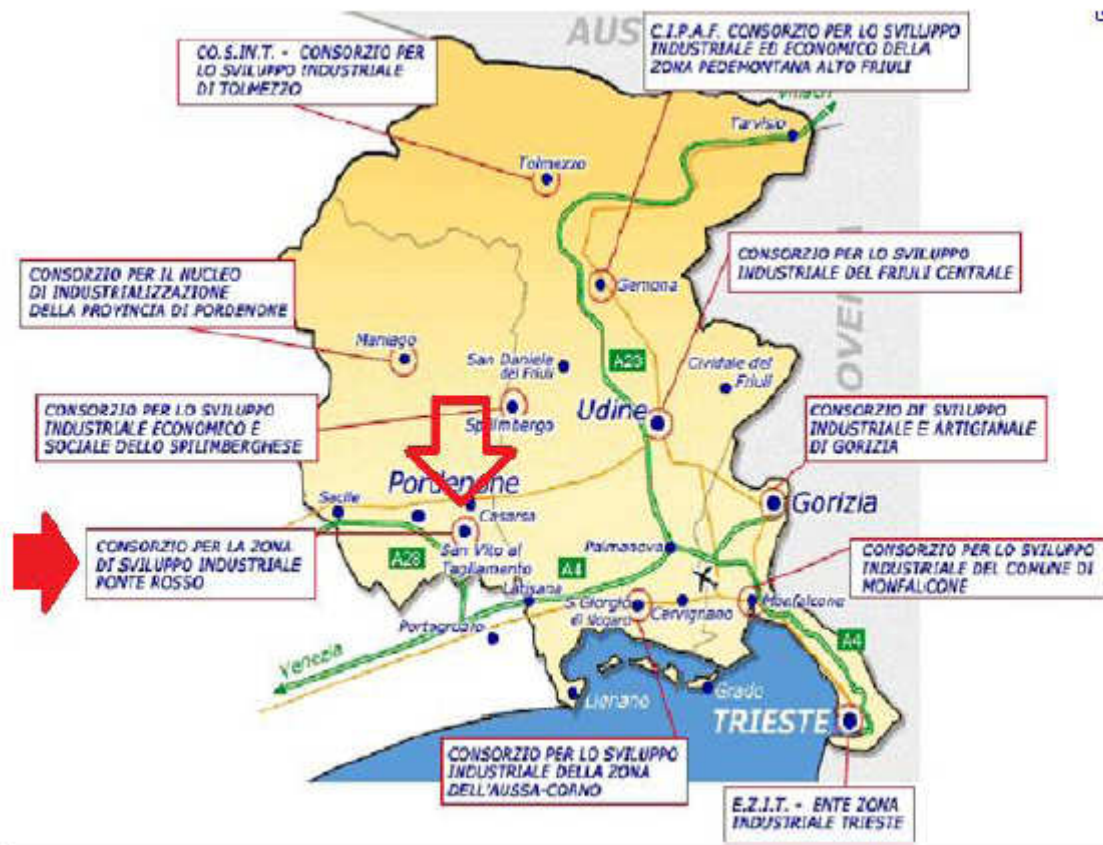 AUS
C.I.P.A.F. CONSORZIO PER LO SVILUPPO
INDUSTRIALE ED ECONOMICO DELLA
ZONA PEDEMONTANA ALTO FRIULI
CO.S.IN.T. - CONSORZIO PER
LO SVILUPPO INDUSTRIALE
DI TOLMEZZO
Villach
Tarvisio
Tolmezzo
CONSORZIO PER LO SVILUPPO
INDUSTRIALE DEL FRIULI CENTRALE
CONSORZIO PER IL NUCLEO
DI INDUSTRIALIZZAZIONE
DELLA PROVINCIA DI PORDENONE
Gemona
OVE
A
Maniago
San Daniele
del Friuli
A23
Cividale del
Friuli
CONSORZIO PER LO SVILUPPO
INDUSTRIALE ECONOMICO E
SOCIALE DELLO SPILIMBERGHESE
Spilimbergo
Udine
CONSORZIO DI SVILUPPO
INDUSTRIALE E ARTIGIANALE
DI GORIZIA
Pordenone
Sacile
Casarsa
Gorizia
CONSORZIO PER LA ZONA
DI SVILUPPO INDUSTRIALE
PONTE ROSSO
A28
San Vito al
Tagliamento
Palmanova
A4
CONSORZIO PER LO SVILUPPO
INDUSTRIALE DEL COMUNE DI
MONFALCONE
Latisana
S. Giorgio
di Nogaro
Cervignano
Monfalcone
Portogruaro
A4
Venezia
Lignano
Grado
TRIESTE
CONSORZIO PER LO SVILUPPO
INDUSTRIALE DELLA ZONA
DELL'AUSSA-CORNO
E.Z.I.T. - ENTE ZONA
INDUSTRIALE TRIESTE